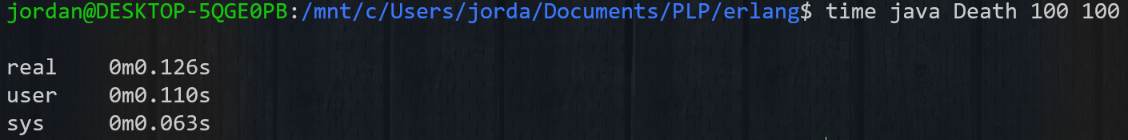 jordan@DESKTOP-5QGE0PB:/mnt/c/Users/jorda/Documents/PLP/erlang$ time java Death 100 100
real 0m0.126s
user 0m0.110s
sys 0m0.063s